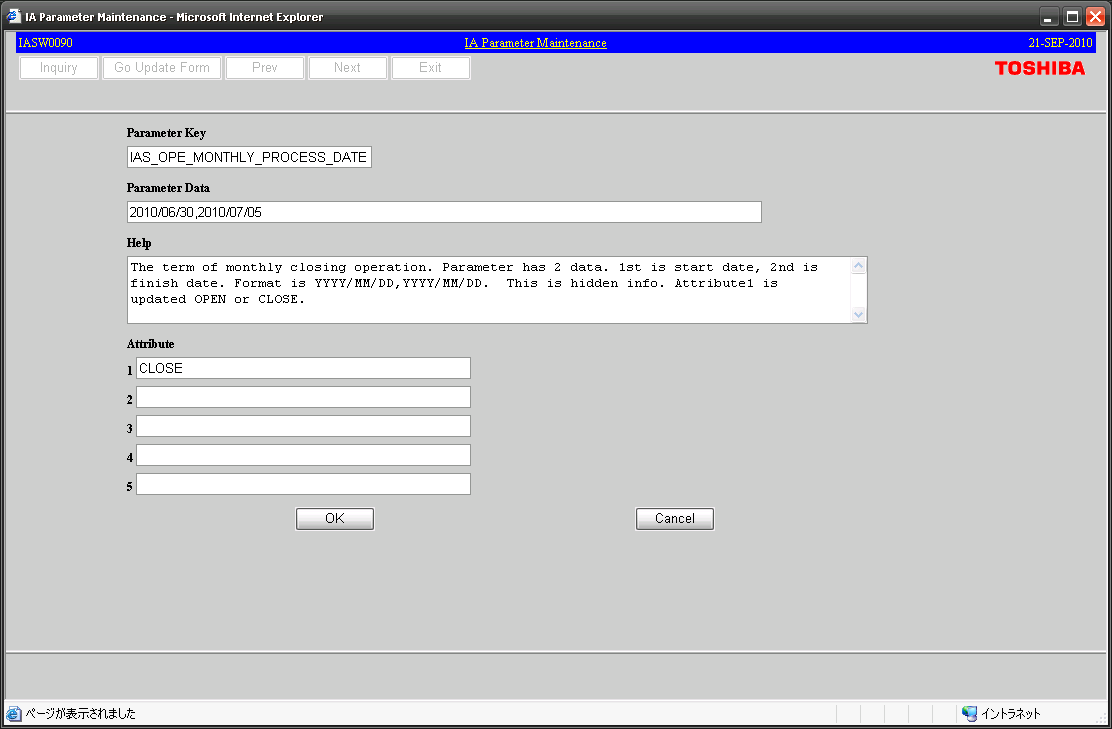 IA Parameter Maintenance - Microsoft Internet Explorer
IASW0090 IA Parameter Maintenance 21-SEP-2010
Inquiry Go Update Form Prev Next Exit TOSHIBA
Parameter Key
IAS_OPE_MONTHLY_PROCESS_DATE
Parameter Data
2010/06/30,2010/07/05
Help
The term of monthly closing operation. Parameter has 2 data. 1st is start date, 2nd is
finish date. Format is YYYY/MM/DD,YYYY/MM/DD.  This is hidden info. Attribute1 is
updated OPEN or CLOSE.
Attribute
1 CLOSE
2
3
4
5
OK Cancel
ページが表示されました イントラネット